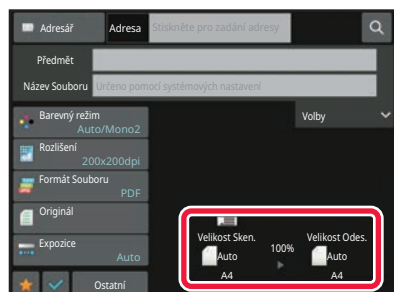 Adresář Adresa Stiskněte pro zadání adresy
Předmět
Název Souboru Určeno pomocí systémových nastavení
Barevný režim
Auto/Mono2
Volby
Rozlišení
200x200dpi
Formát Souboru
PDF
Originál
Expozice
Auto
Velikost Sken. 100% Velikost Odes.
Auto Auto
A4 A4
Ostatní